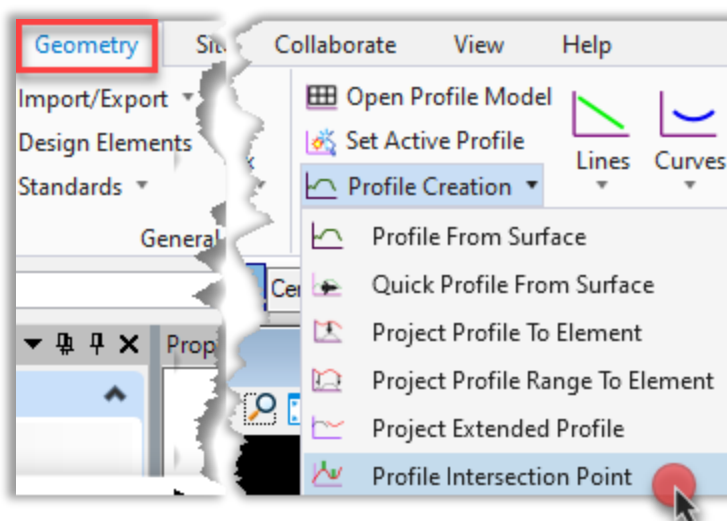 Geometry Collaborate View Help
Import/Export
Design Elements
Standards
General
Open Profile Model
Set Active Profile
Profile Creation
Lines Curves
Profile From Surface
Quick Profile From Surface
Project Profile To Element
Project Profile Range To Element
Project Extended Profile
Profile Intersection Point